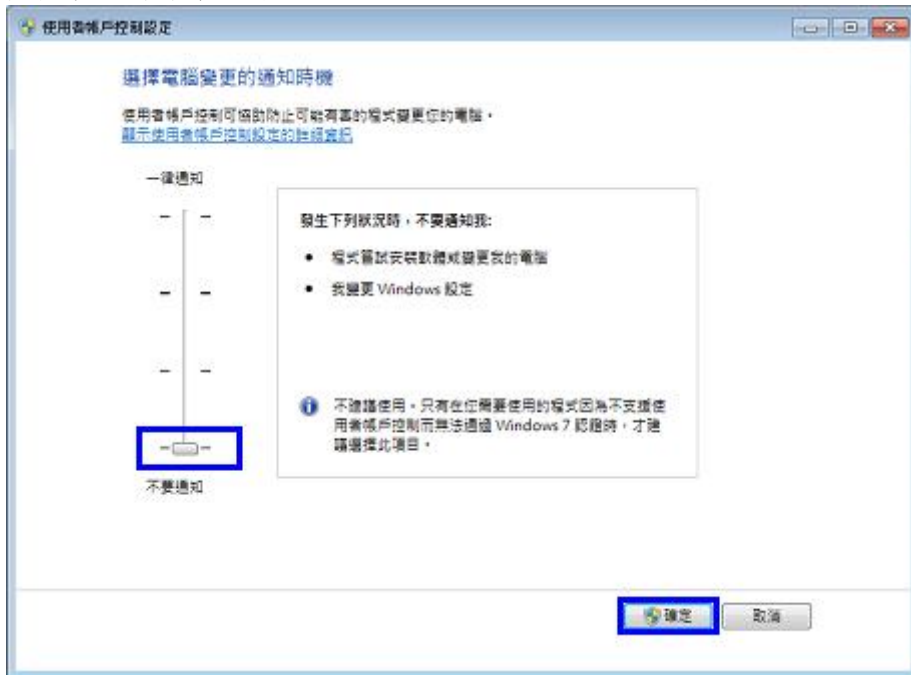 使用者帳戶控制設定
選擇電腦變更的通知時機
使用者帳戶控制可協助防止可能有害的程式變更您的電腦。
顯示使用者帳戶控制設定的詳細資訊
一律通知
發生下列狀況時，不要通知我:
• 程式嘗試安裝軟體或變更我的電腦
• 我變更 Windows 設定
不建議使用。只有在您需要使用的程式因為不支援使
用者帳戶控制而無法通過 Windows 7 認證時，才建
議選擇此項目。
不要通知
確定
取消